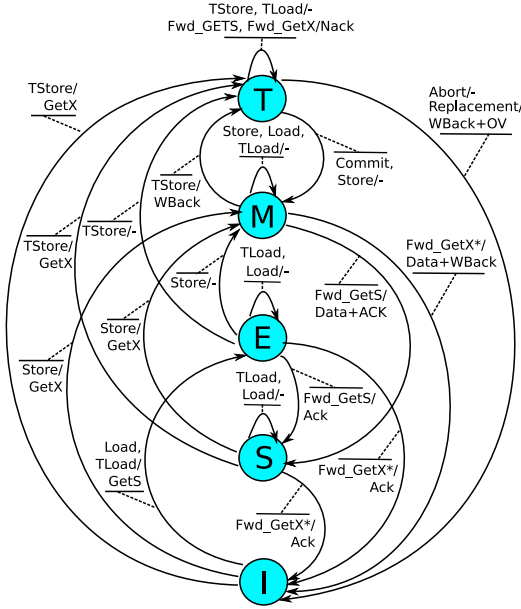 TStore, TLoad/-
Fwd_GETS, Fwd_GetX/Nack
TStore/
GetX
T
Abort/-
Replacement/
WBack+OV
Store, Load,
TLoad/-
Commit,
Store/-
TStore/
WBack
M
TStore/
GetX
TStore/-
Store/-
TLoad,
Load/-
Fwd_GetX*/
Data+WBack
Fwd_GetS/
Data+ACK
Store/
GetX
Store/
GetX
E
TLoad,
Load/-
Fwd_GetS/
Ack
Load,
TLoad/
GetS
S
Fwd_GetX*/
Ack
Fwd_GetX*/
Ack
I